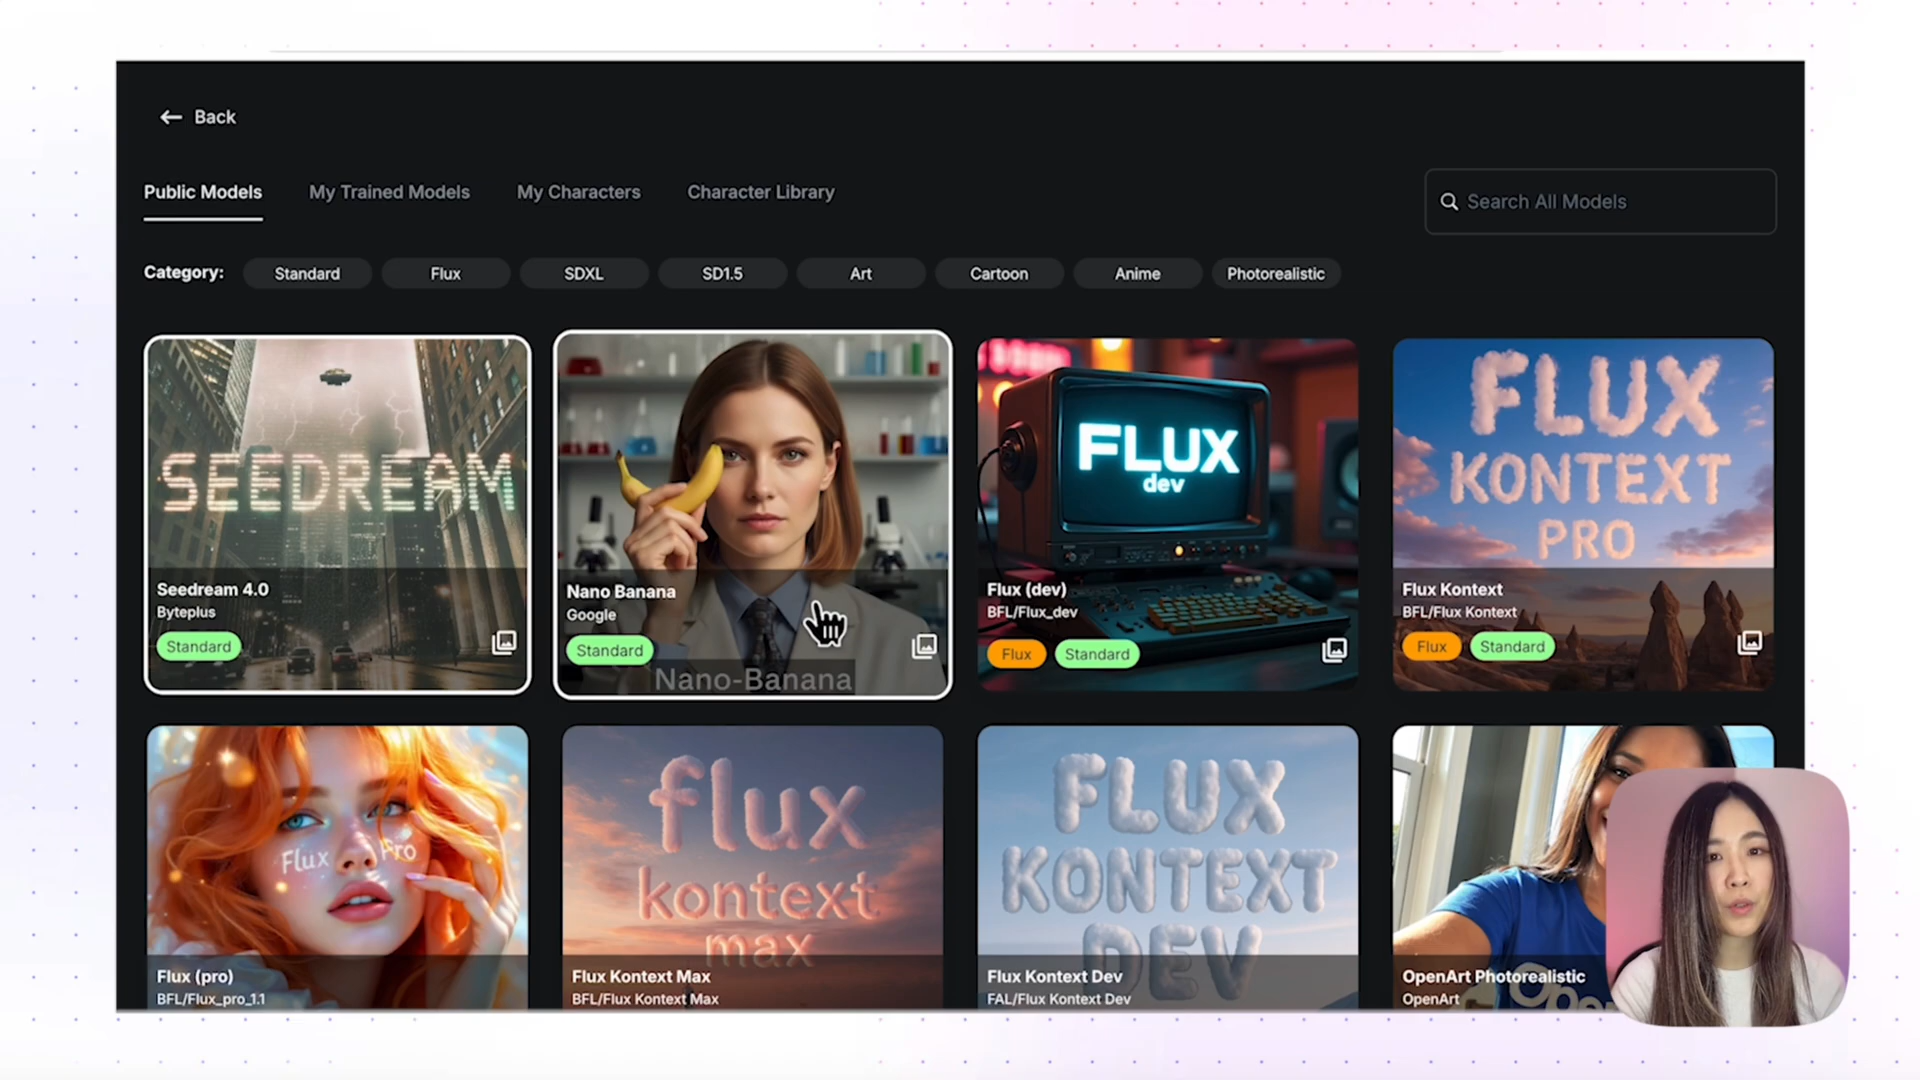 Back
Public Models
My Trained Models
My Characters
Character Library
Search All Models
Category:
Standard
Flux
SDXL
SD1.5
Art
Cartoon
Anime
Photorealistic
SEEDREAM
Seedream 4.0
Byteplus
Standard
Nano Banana
Google
Standard
Nano-Banana
FLUX
dev
Flux (dev)
BFL/Flux_dev
Flux
Standard
FLUX
KONTEXT
PRO
Flux Kontext
BFL/Flux Kontext
Flux
Standard
Flux Pro
Flux (pro)
BFL/Flux_pro_1.1
flux
kontext
max
Flux Kontext Max
BFL/Flux Kontext Max
FLUX
KONTEXT
DEV
Flux Kontext Dev
FAL/Flux Kontext Dev
OpenArt Photorealistic
OpenArt